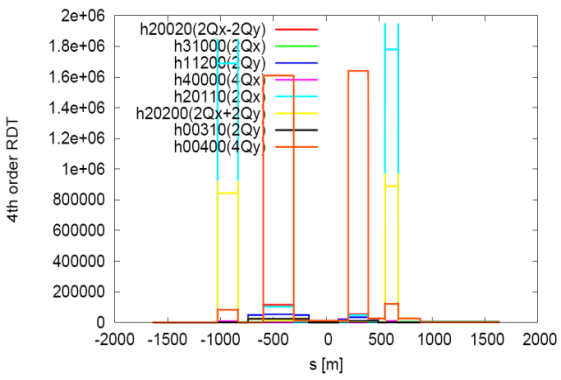 2e+06
1.8e+06
1.6e+06
1.4e+06
1.2e+06
1e+06
800000
600000
400000
200000
0
4th order RDT
h20020(2Qx-2Qy)
h31000(2Qx)
h11200(2Qy)
h40000(4Qx)
h20110(2Qx)
h20200(2Qx+2Qy)
h00310(2Qy)
h00400(4Qy)
-2000 -1500 -1000 -500 0 500 1000 1500 2000
s [m]